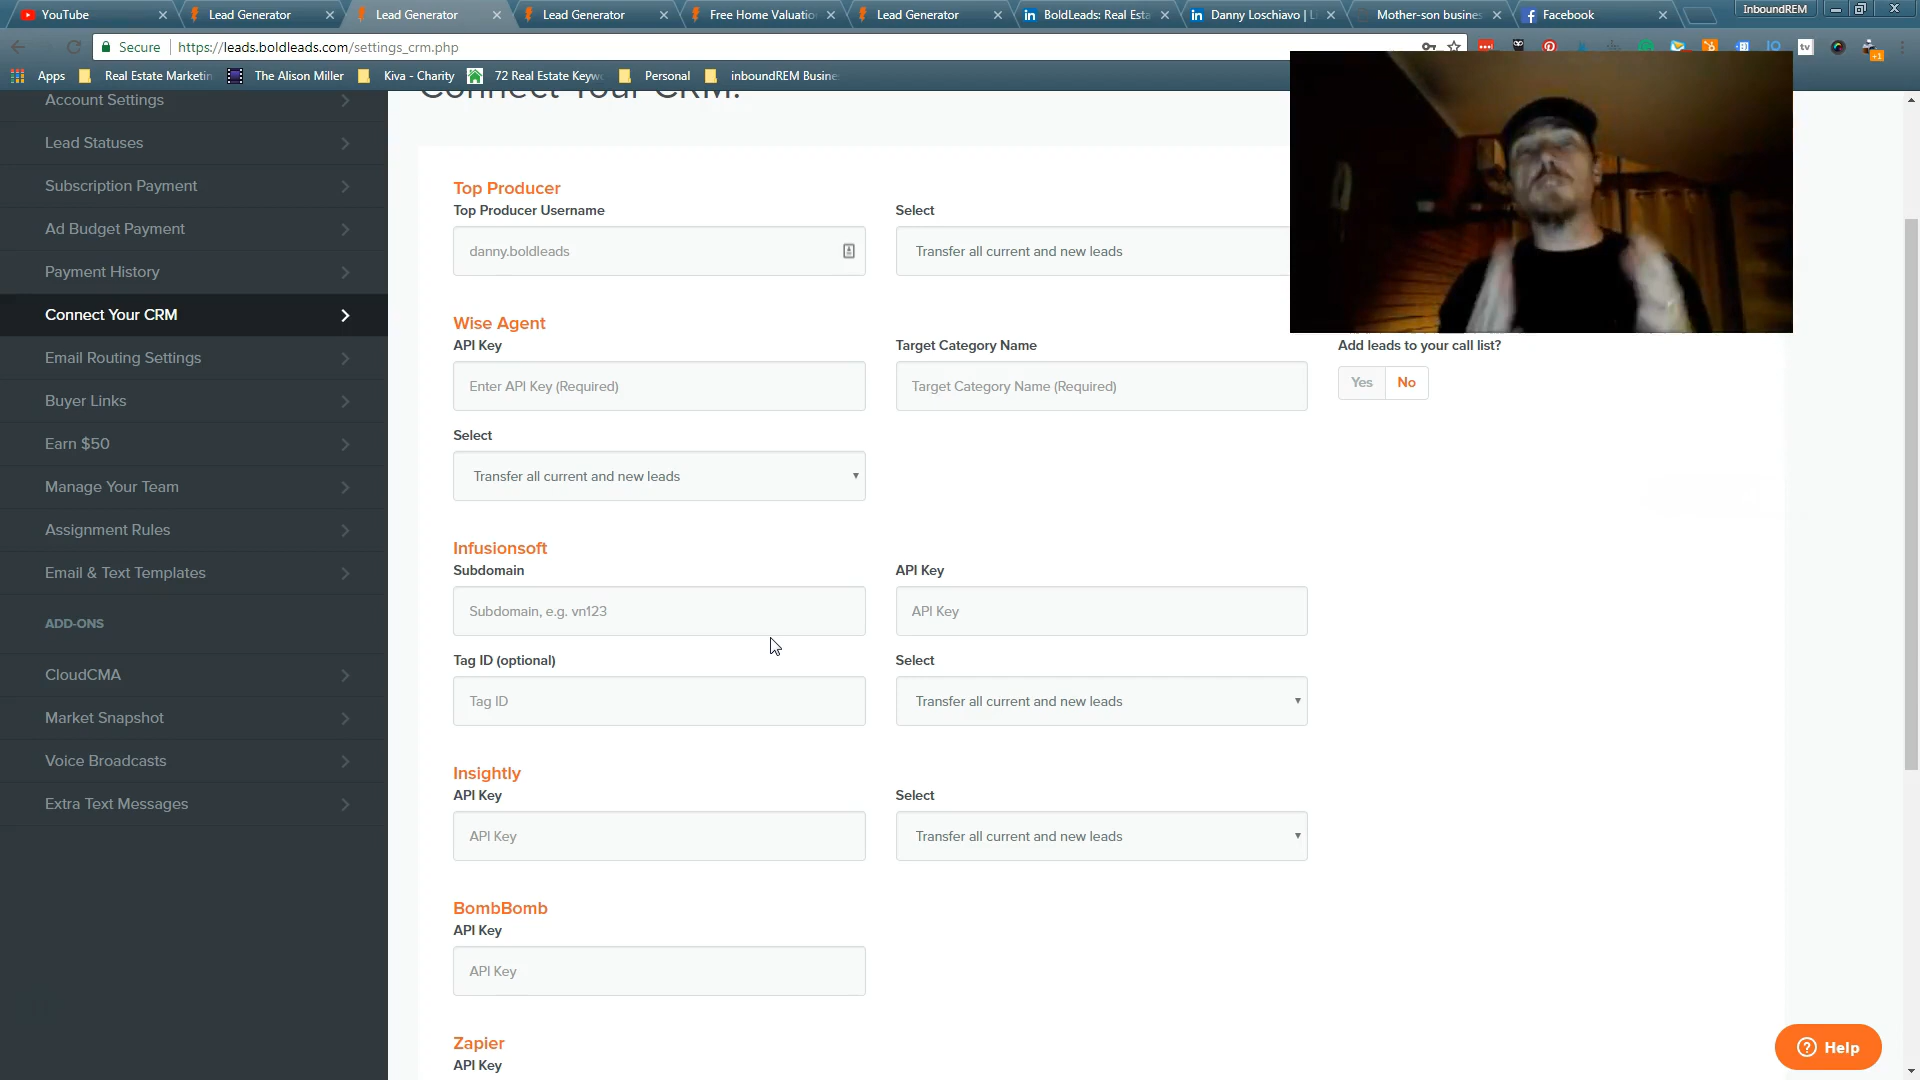 YouTube
Lead Generator
Lead Generator
Lead Generator
Free Home Valuatio
Lead Generator
BoldLeads: Real Esta
Danny Loschiavo | L
Mother-son busines
Facebook
InboundREM
Secure
https://leads.boldleads.com/settings_crm.php
tv
+1
Apps
Real Estate Marketin
The Alison Miller
Kiva - Charity
72 Real Estate Keyw
Personal
inboundREM Busine
Connect Your CRM!
Account Settings
Lead Statuses
Subscription Payment
Ad Budget Payment
Payment History
Connect Your CRM
Email Routing Settings
Buyer Links
Earn $50
Manage Your Team
Assignment Rules
Email & Text Templates
ADD-ONS
CloudCMA
Market Snapshot
Voice Broadcasts
Extra Text Messages
Top Producer
Top Producer Username
Select
danny.boldleads
Transfer all current and new leads
Wise Agent
API Key
Target Category Name
Add leads to your call list?
Enter API Key (Required)
Target Category Name (Required)
Yes
No
Select
Transfer all current and new leads
Infusionsoft
Subdomain
API Key
Subdomain, e.g. vn123
API Key
Tag ID (optional)
Select
Tag ID
Transfer all current and new leads
Insightly
API Key
Select
API Key
Transfer all current and new leads
BombBomb
API Key
API Key
Zapier
API Key
Help